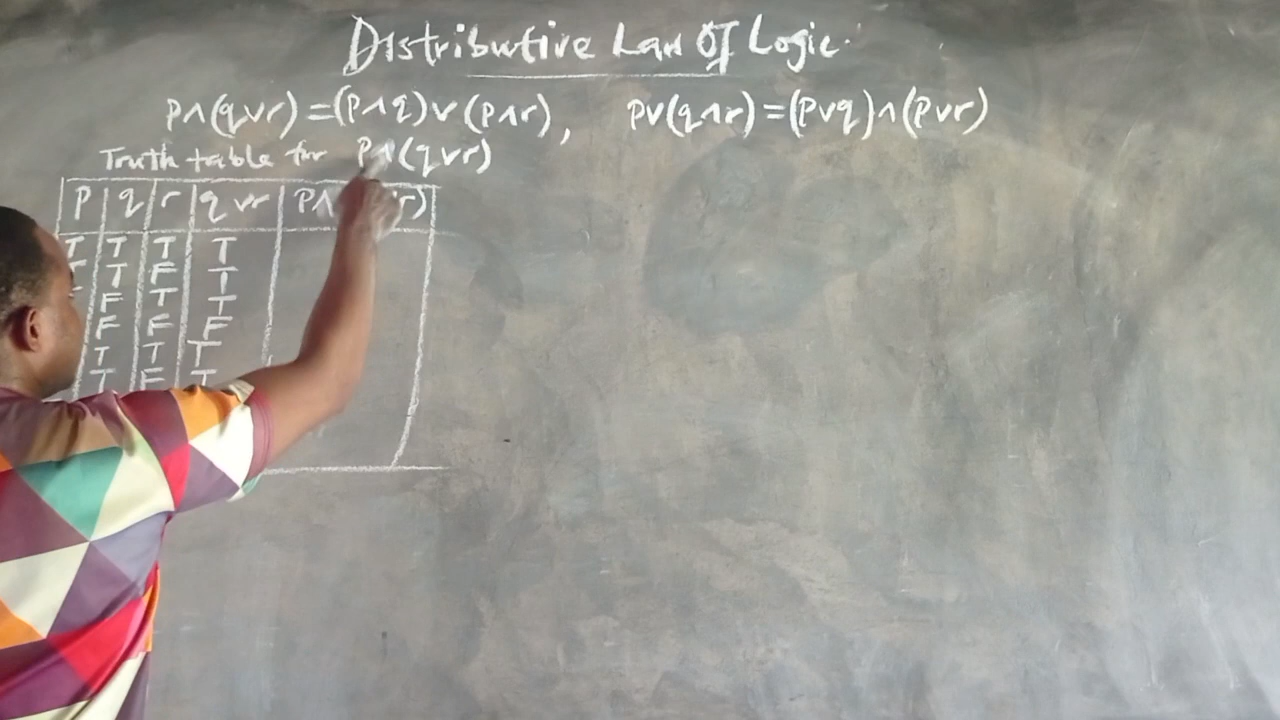 Distributive Law Of Logic.
p∧(q∨r)=(p∧q)∨(p∧r), p∨(q∧r)=(p∨q)∧(p∨r)
Truth table for p∧(q∨r)
p q r q∨r p∧ r)
T T T T
T F T
F T T
F F F
T T T
T F T